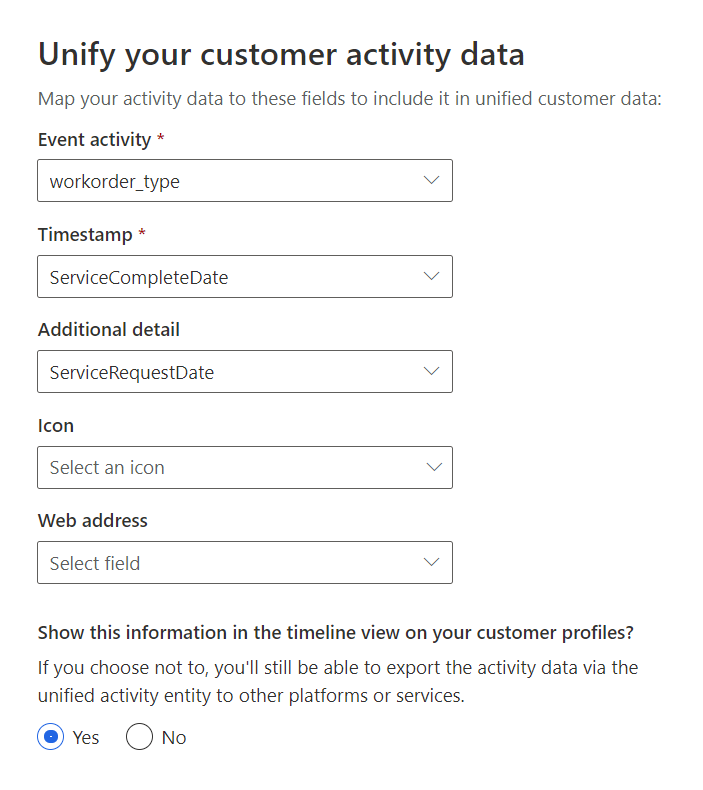 Unify your customer activity data
Map your activity data to these fields to include it in unified customer data:
Event activity *
workorder_type
Timestamp *
ServiceCompleteDate
Additional detail
ServiceRequestDate
Icon
Select an icon
Web address
Select field
Show this information in the timeline view on your customer profiles?
If you choose not to, you'll still be able to export the activity data via the
unified activity entity to other platforms or services.
Yes No